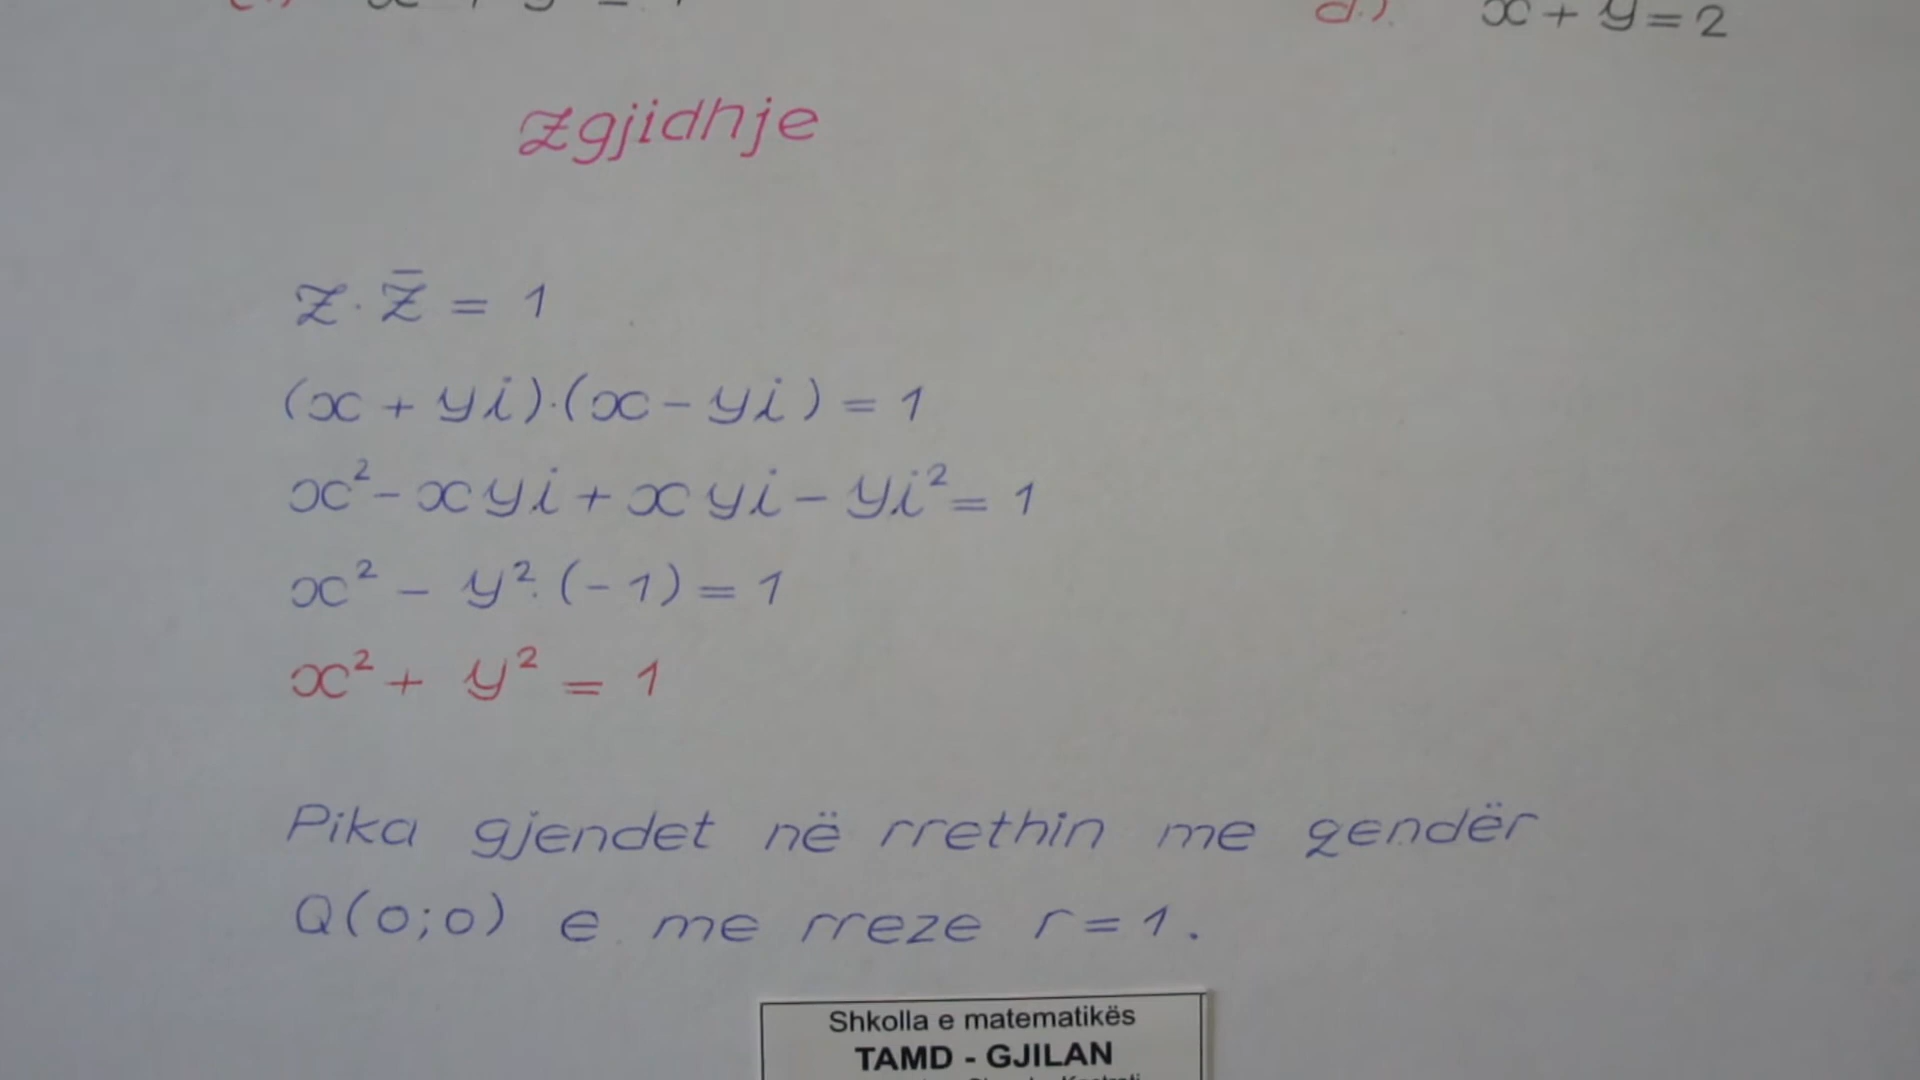 d.) x + y = 2
Zgjidhje
z · z̄ = 1
(x + yi)·(x - yi) = 1
x² - xyi + xyi - yi² = 1
x² - y²·(-1) = 1
x² + y² = 1
Pika gjendet në rrethin me qendër
Q(0;0) e me rreze r = 1.
Shkolla e matematikës
TAMD - GJILAN